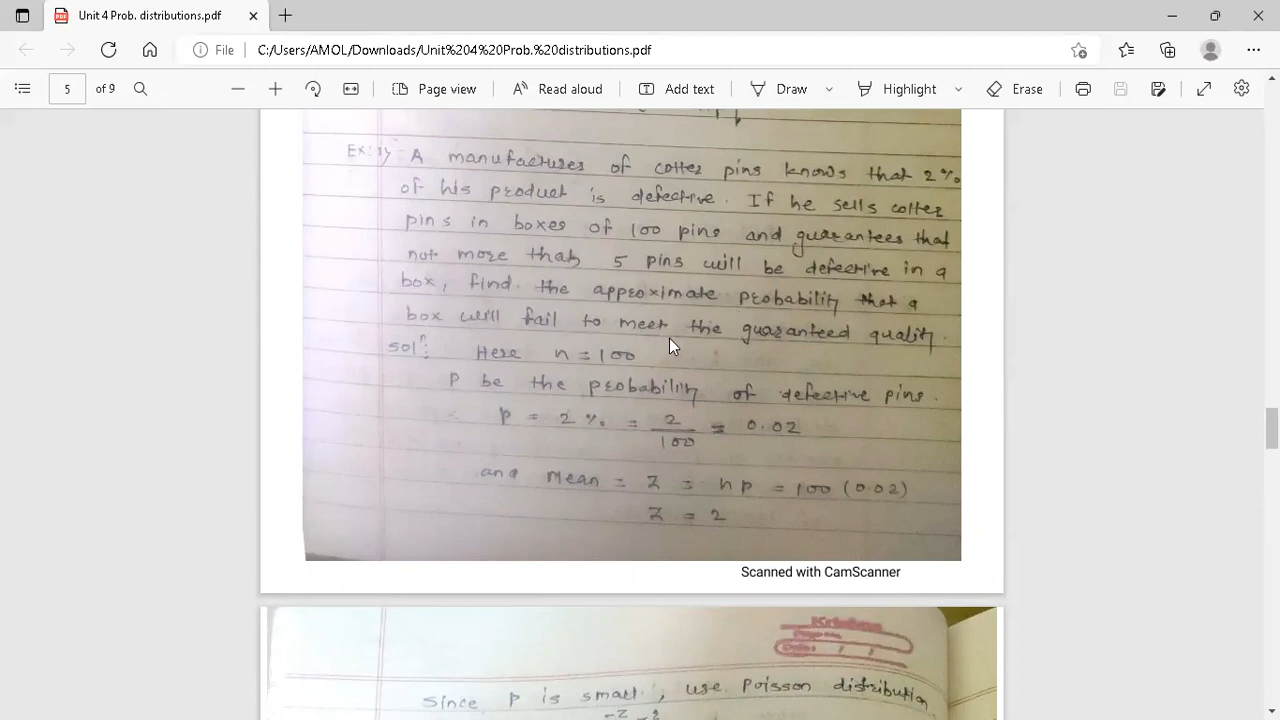 Unit 4 Prob. distributions.pdf
File C:/Users/AMOL/Downloads/Unit%204%20Prob.%20distributions.pdf
5 of 9 Page view Read aloud Add text Draw Highlight Erase
Ex:1) A manufactures of cotter pins knows that 2%
of his product is defective. If he sells cotter
pins in boxes of 100 pins and guarantees that
not more that 5 pins will be defective in a
box, find the approximate probability that a
box will fail to meet the guaranteed quality.
Solⁿ: Here n = 100
P be the probability of defective pins.
∴ p = 2 % = 2/100 = 0.02
and mean = z = np = 100 (0.02)
z = 2
Scanned with CamScanner
Since p is small, use Poisson distribution